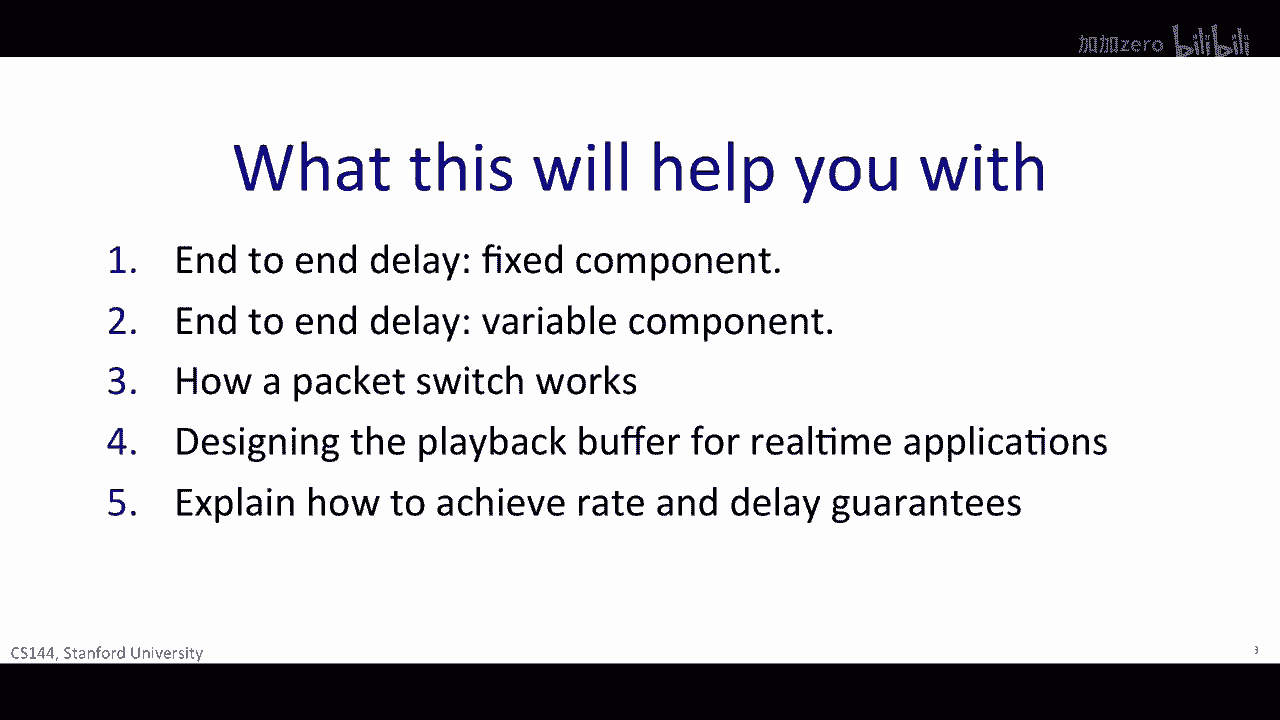 加加zero bilibili
What this will help you with
1. End to end delay: fixed component.
2. End to end delay: variable component.
3. How a packet switch works
4. Designing the playback buffer for realtime applications
5. Explain how to achieve rate and delay guarantees
CS144, Stanford University
3